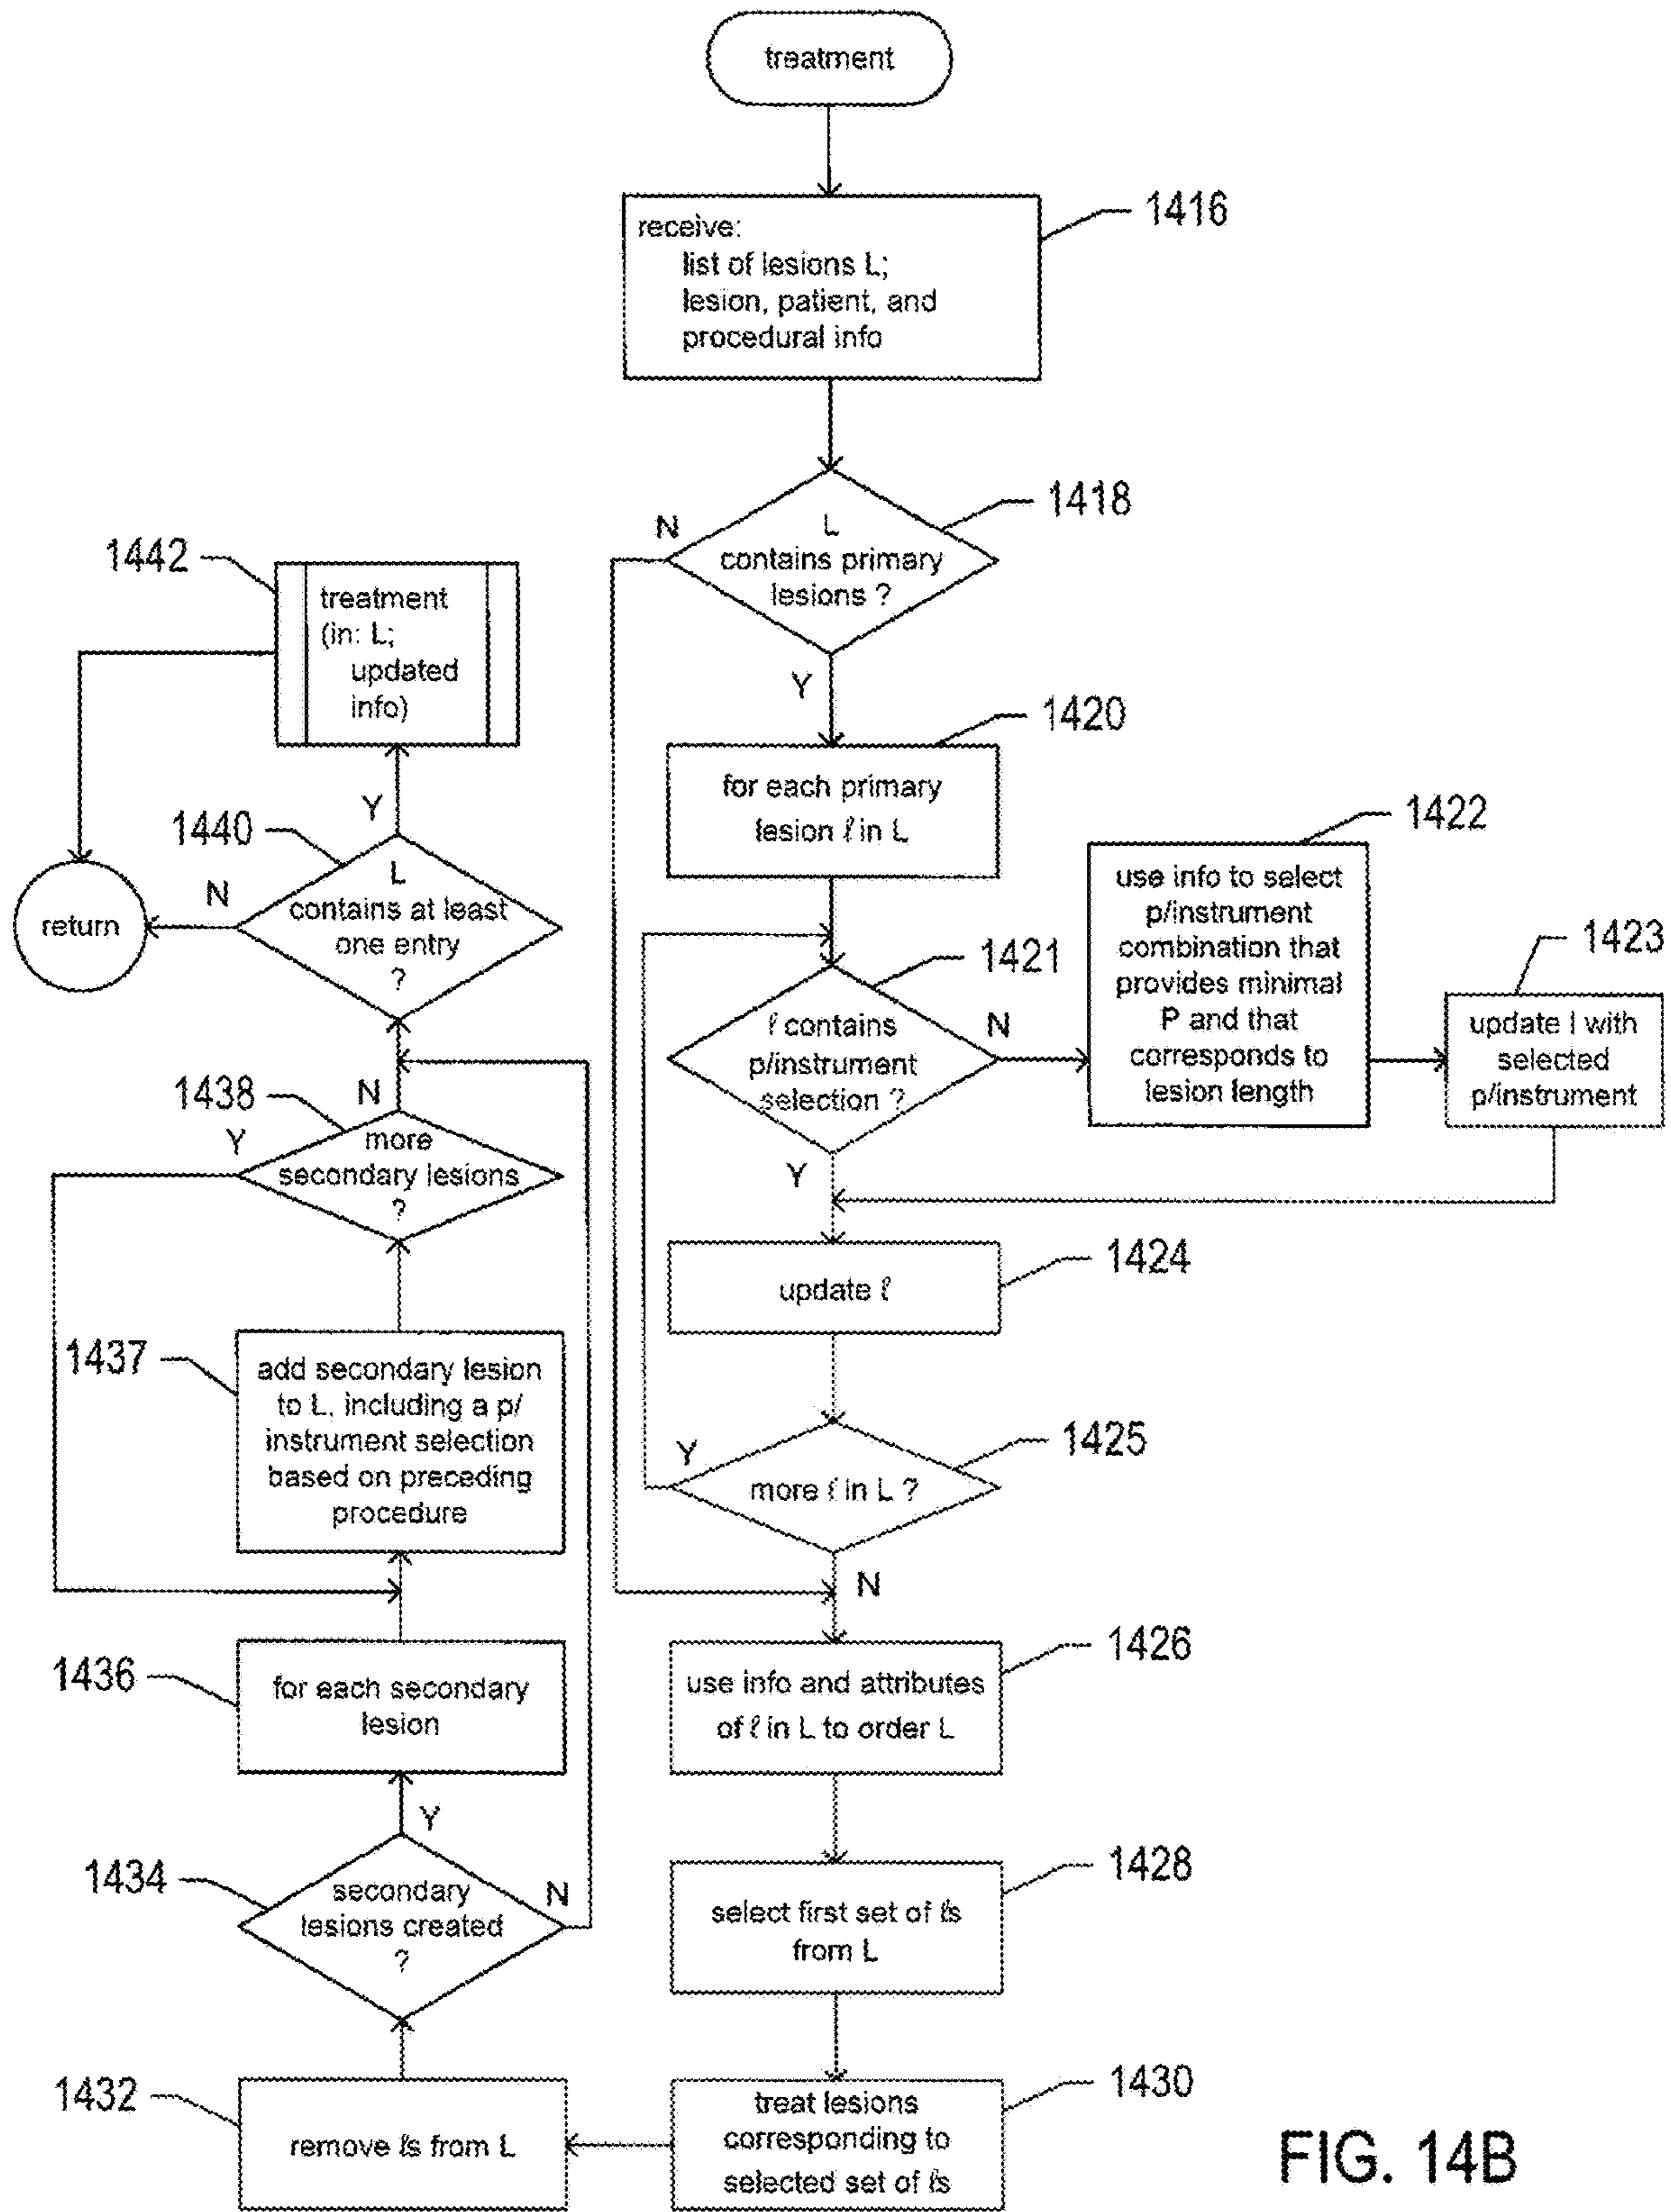 treatment
1416
receive:
list of lesions L;
lesion, patient, and
procedural info
1418
N
L
contains primary
lesions ?
Y
1420
for each primary
lesion ℓ in L
1421
ℓ contains
p/instrument
selection ?
N
Y
1422
use info to select
p/instrument
combination that
provides minimal
P and that
corresponds to
lesion length
1423
update l with
selected
p/instrument
1424
update ℓ
1425
Y
more ℓ in L ?
N
1426
use info and attributes
of ℓ in L to order L
1428
select first set of ℓs
from L
1430
treat lesions
corresponding to
selected set of ℓs
1432
remove ℓs from L
1434
secondary
lesions created
?
N
Y
1436
for each secondary
lesion
1437
add secondary lesion
to L, including a p/
instrument selection
based on preceding
procedure
1438
Y
more
secondary lesions
?
N
1440
L
contains at least
one entry
?
N
Y
return
1442
treatment
(in: L;
updated
info)
FIG. 14B